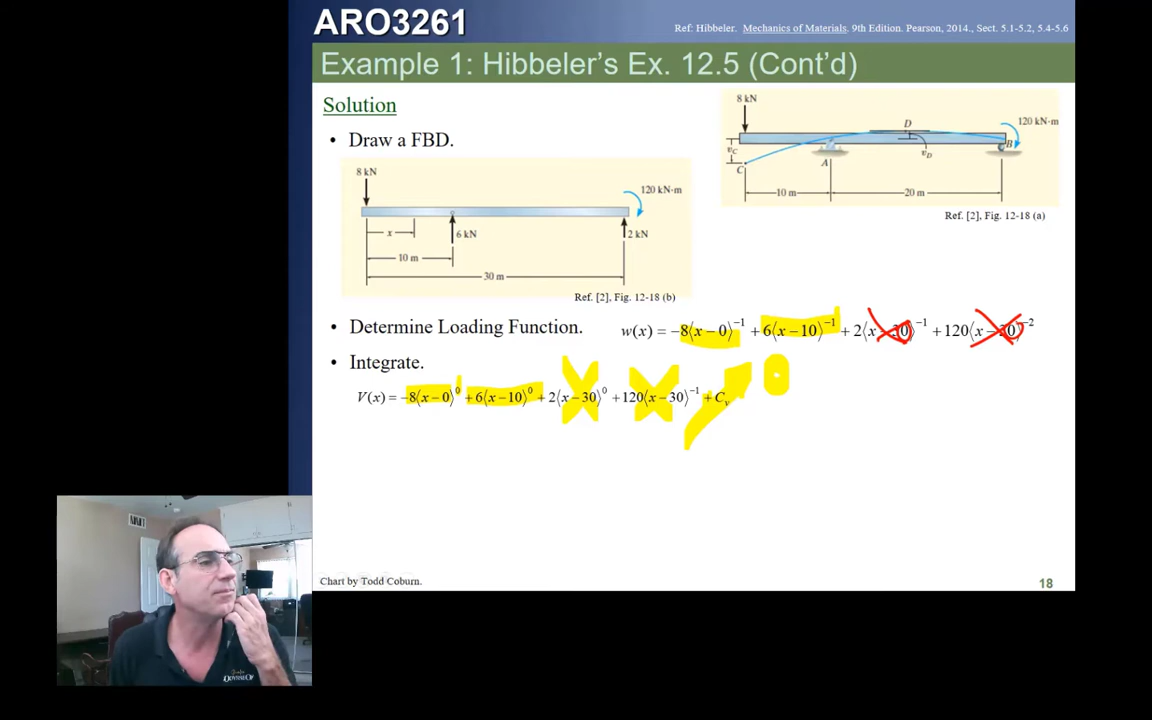 ARO3261
Ref: Hibbeler. Mechanics of Materials. 9th Edition. Pearson, 2014., Sect. 5.1-5.2, 5.4-5.6
Example 1: Hibbeler's Ex. 12.5 (Cont'd)
Solution
• Draw a FBD.
8 kN
120 kN·m
x
6 kN
2 kN
10 m
30 m
Ref. [2], Fig. 12-18 (b)
8 kN
D
120 kN·m
B
v_C
v_D
C
A
10 m
20 m
Ref. [2], Fig. 12-18 (a)
• Determine Loading Function. w(x) = −8⟨x−0⟩⁻¹ + 6⟨x−10⟩⁻¹ + 2⟨x−30⟩⁻¹ + 120⟨x−30⟩⁻²
• Integrate.
V(x) = −8⟨x−0⟩⁰ + 6⟨x−10⟩⁰ + 2⟨x−30⟩⁰ + 120⟨x−30⟩⁻¹ + C_v 0
Chart by Todd Coburn.
18